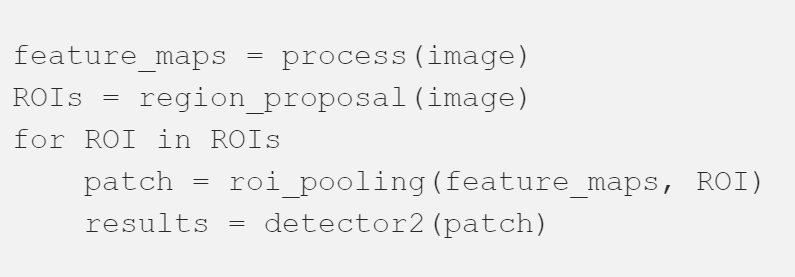 feature_maps = process(image)
ROIs = region_proposal(image)
for ROI in ROIs
    patch = roi_pooling(feature_maps, ROI)
    results = detector2(patch)